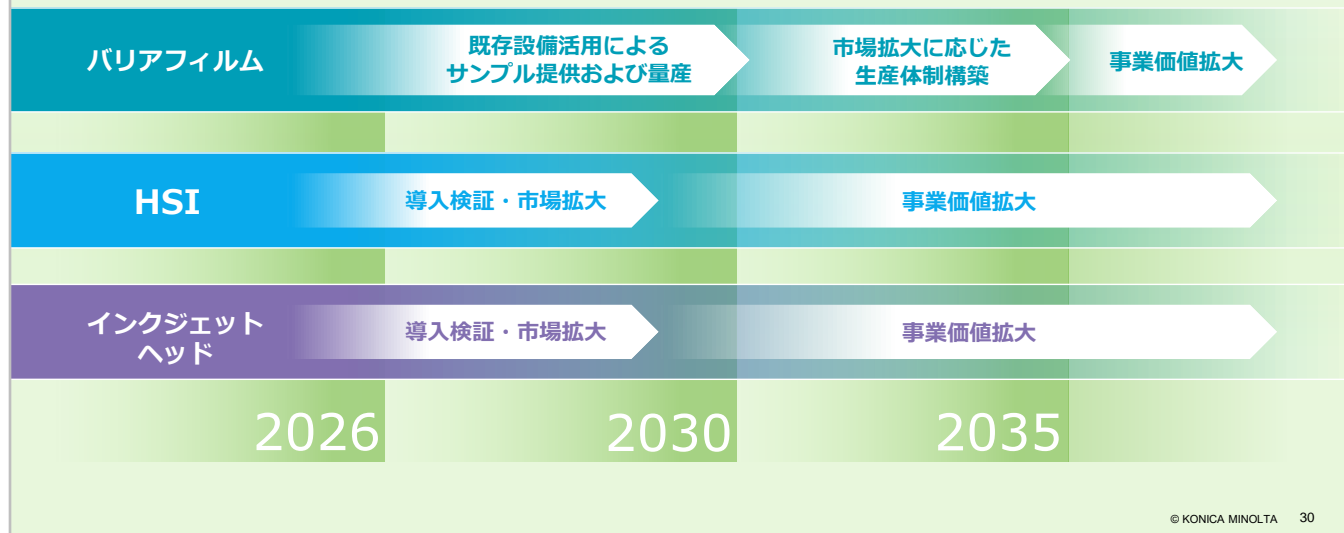 バリアフィルム
既存設備活用による
サンプル提供および量産
市場拡大に応じた
生産体制構築
事業価値拡大
HSI
導入検証・市場拡大
事業価値拡大
インクジェット
ヘッド
導入検証・市場拡大
事業価値拡大
2026
2030
2035
© KONICA MINOLTA 30